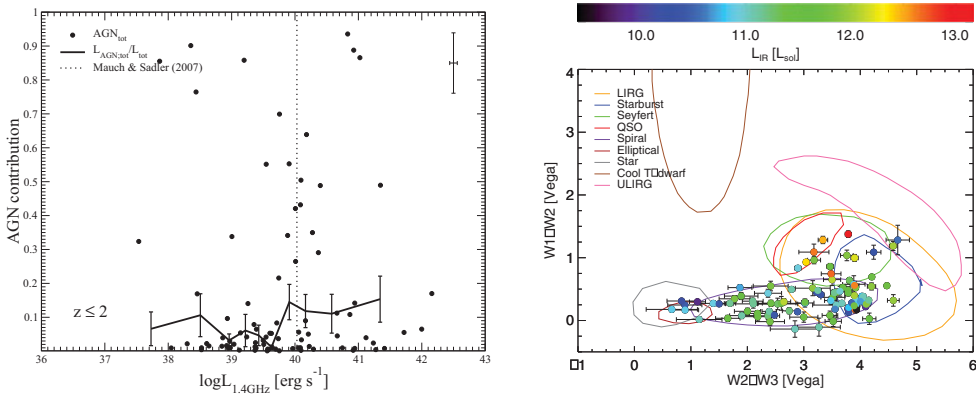 AGN contribution
1
0.9
0.8
0.7
0.6
0.5
0.4
0.3
0.2
0.1
AGN_tot
L_AGN;tot/L_tot
Mauch & Sadler (2007)
z ≤ 2
36 37 38 39 40 41 42 43
logL_1.4GHz [erg s^-1]
10.0 11.0 12.0 13.0
L_IR [L_sol]
W1□W2 [Vega]
4
3
2
1
0
LIRG
Starburst
Seyfert
QSO
Spiral
Elliptical
Star
Cool T□dwarf
ULIRG
□1 0 1 2 3 4 5 6
W2□W3 [Vega]